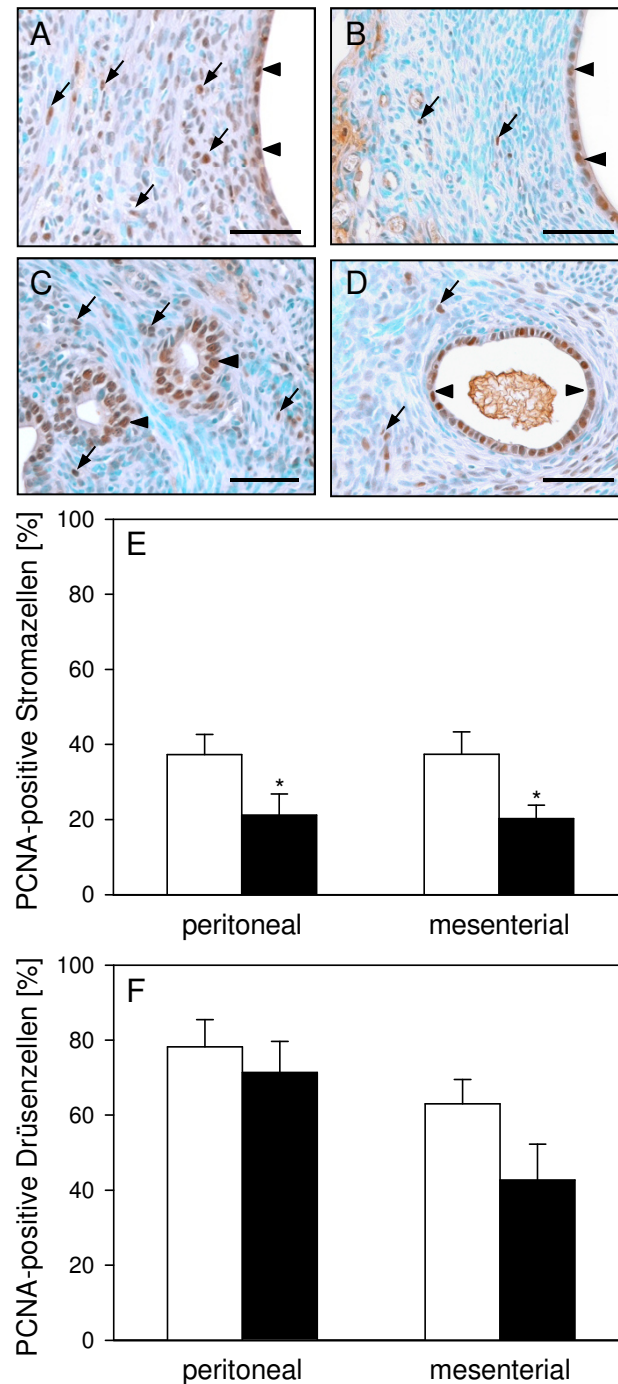 A
B
C
D
E
PCNA-positive Stromazellen [%]
100
80
60
40
20
0
*
*
peritoneal
mesenterial
F
PCNA-positive Drüsenzellen [%]
100
80
60
40
20
0
peritoneal
mesenterial